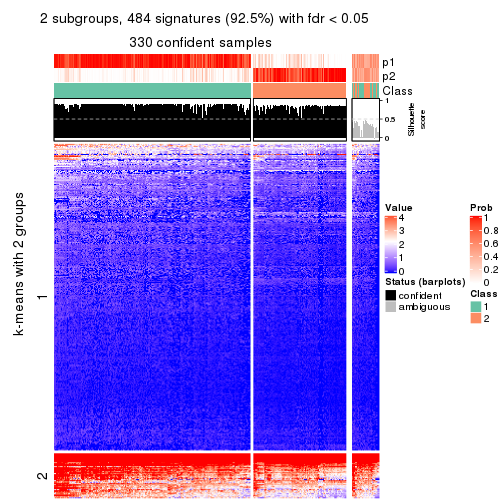 2 subgroups, 484 signatures (92.5%) with fdr < 0.05
330 confident samples
p1
p2
Class
1
0.5
0
Silhouette
score
k-means with 2 groups
1
2
Value
4
3
2
1
0
Prob
1
0.8
0.6
0.4
0.2
0
Status (barplots)
confident
ambiguous
Class
1
2